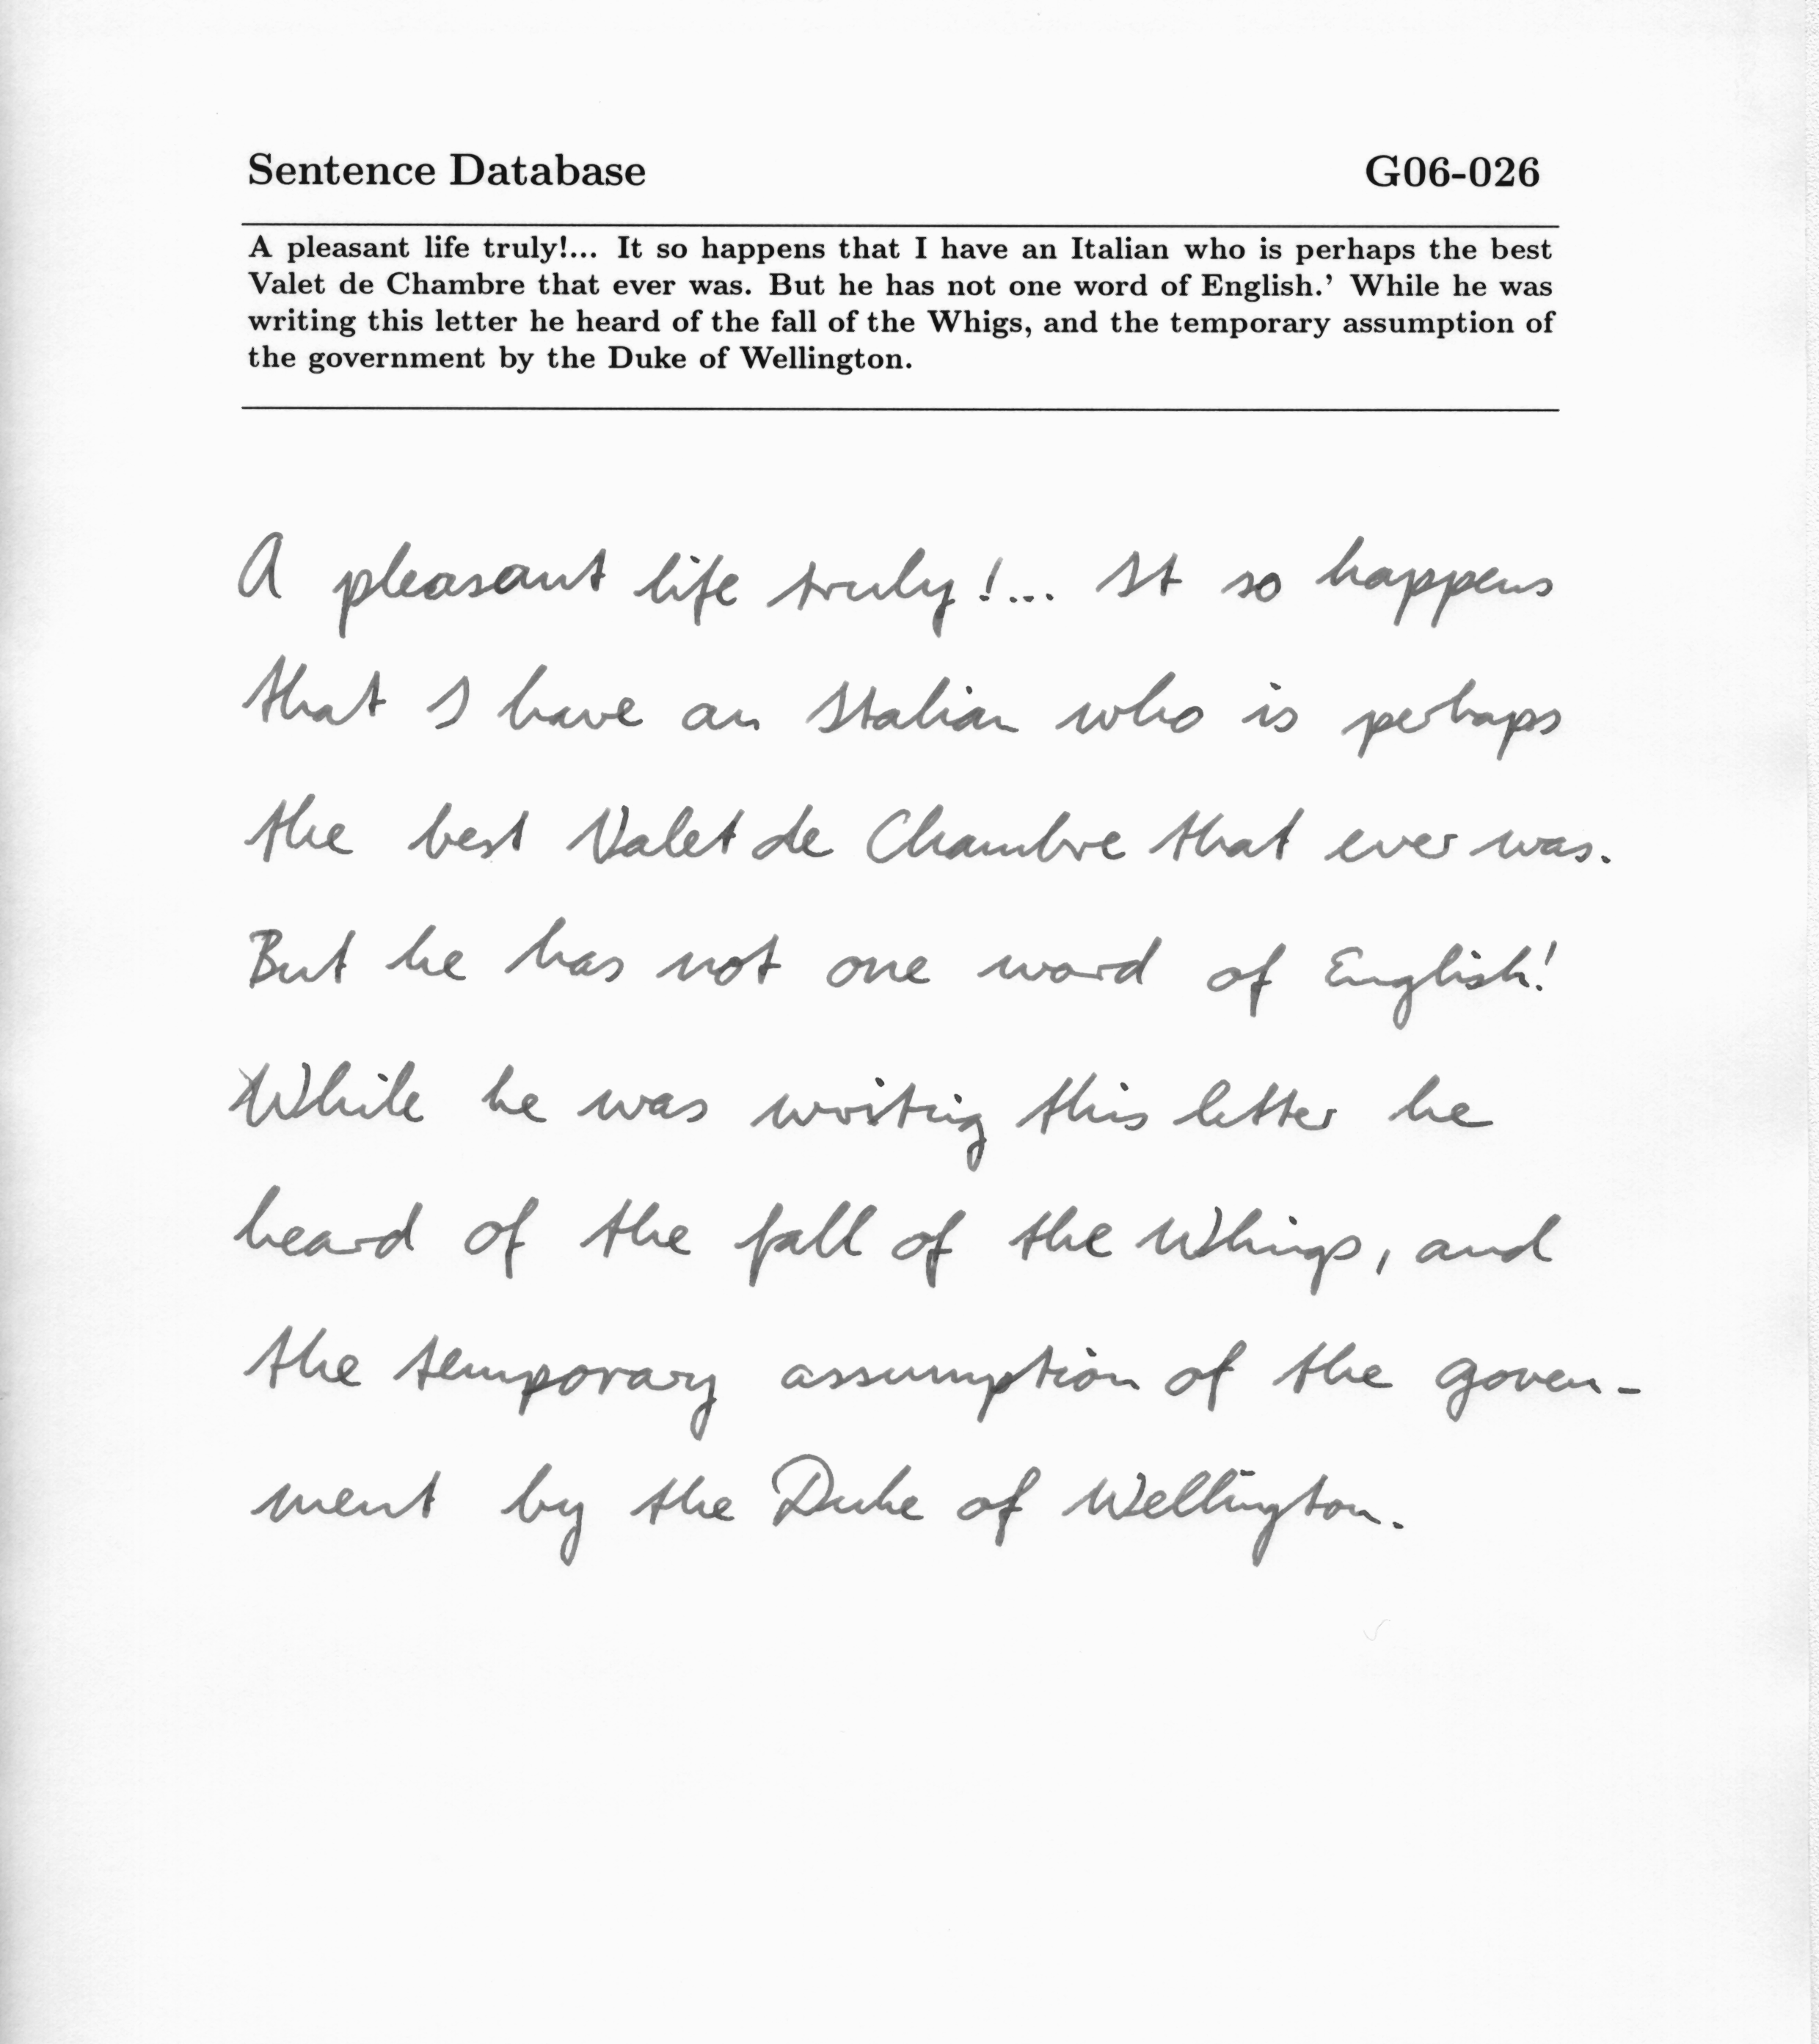 Sentence Database G06-026
A pleasant life truly!... It so happens that I have an Italian who is perhaps the best
Valet de Chambre that ever was. But he has not one word of English.’ While he was
writing this letter he heard of the fall of the Whigs, and the temporary assumption of
the government by the Duke of Wellington.
A pleasant life truly!... It so happens
that I have an Italian who is perhaps
the best Valet de Chambre that ever was.
But he has not one word of English!
While he was writig this letter he
heard of the fall of the Whings, and
the temporary assumption of the goven-
ment by the Duke of Wellington.